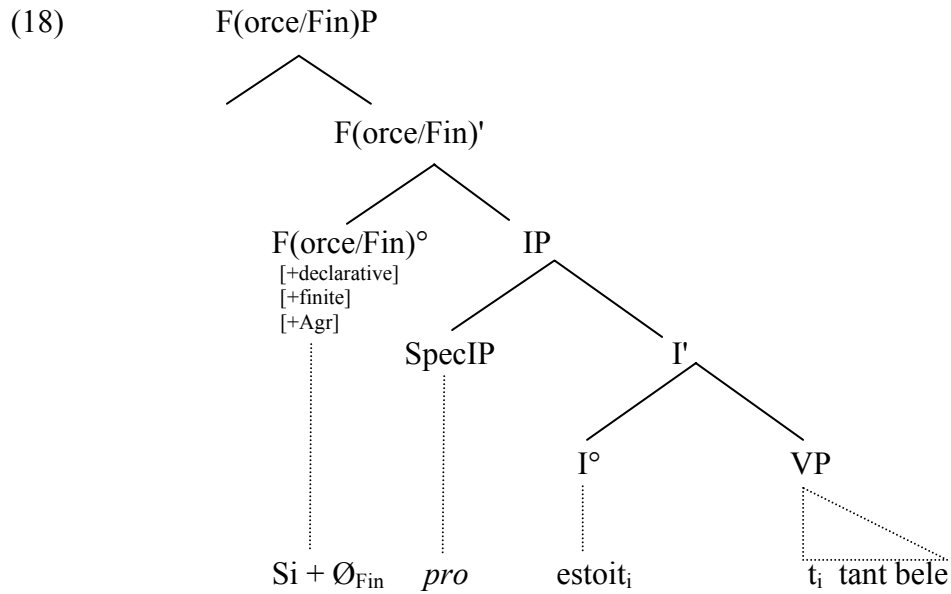 (18) F(orce/Fin)P
F(orce/Fin)'
F(orce/Fin)° IP
[+declarative]
[+finite]
[+Agr]
SpecIP I'
I° VP
Si + Ø_Fin pro estoit_i t_i tant bele